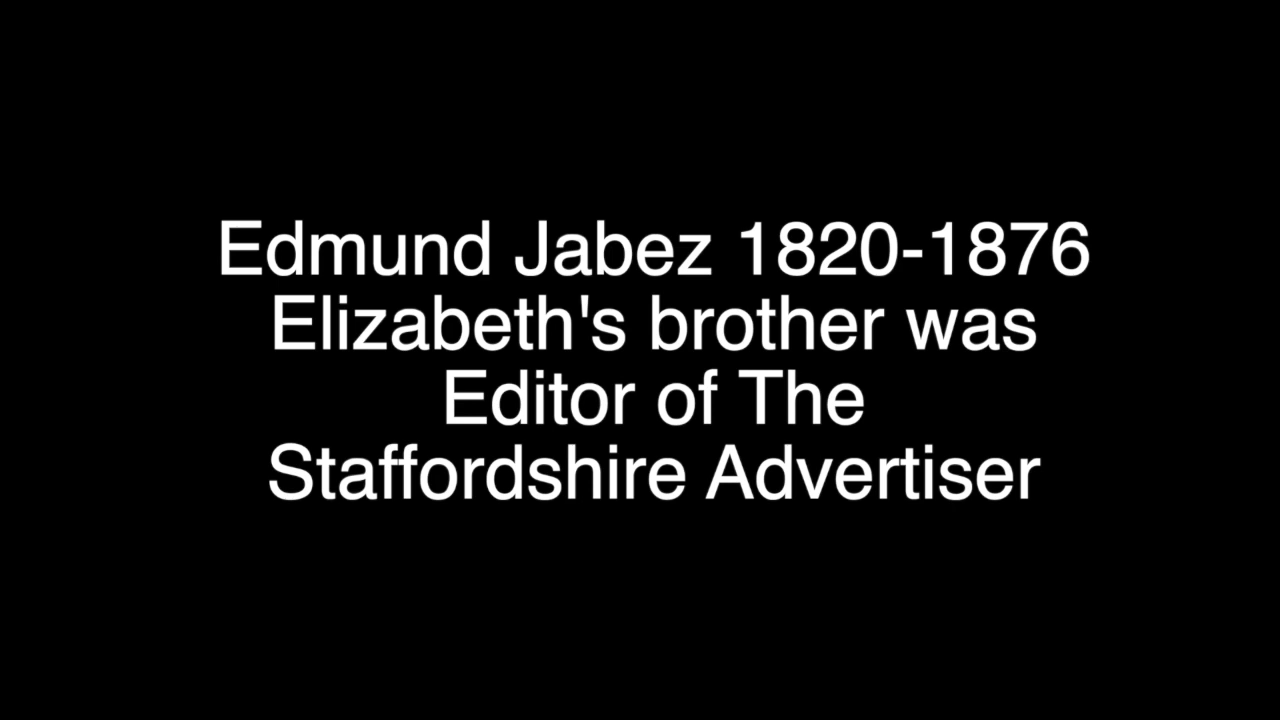 Edmund Jabez 1820-1876
Elizabeth's brother was
Editor of The
Staffordshire Advertiser